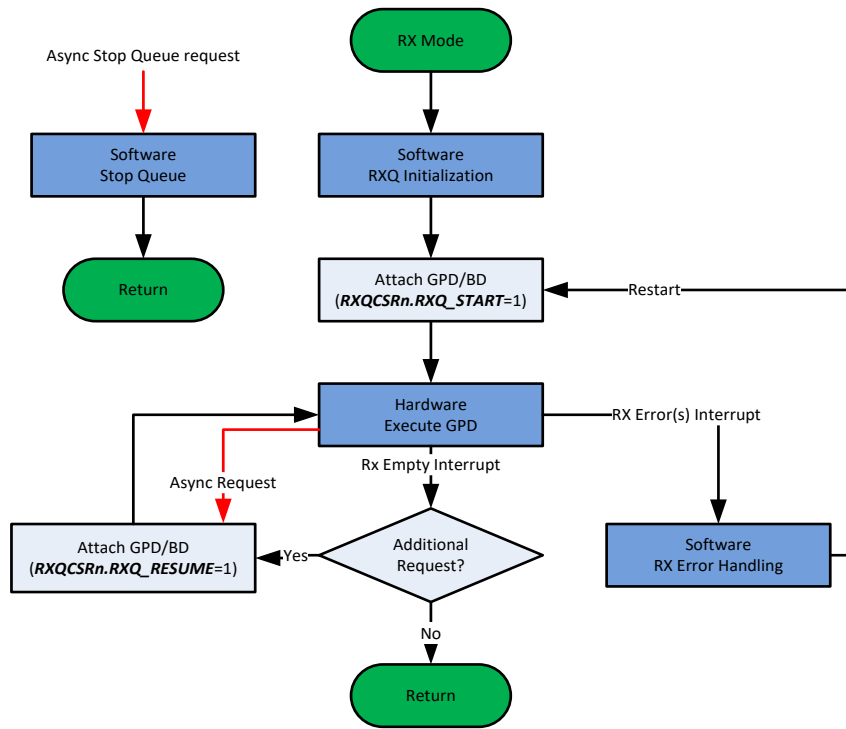 RX Mode
Async Stop Queue request
Software
Stop Queue
Software
RXQ Initialization
Return
Attach GPD/BD
(RXQCSRn.RXQ_START=1)
Restart
Hardware
Execute GPD
RX Error(s) Interrupt
Rx Empty Interrupt
Async Request
Attach GPD/BD
(RXQCSRn.RXQ_RESUME=1)
Yes
Additional
Request?
Software
RX Error Handling
No
Return